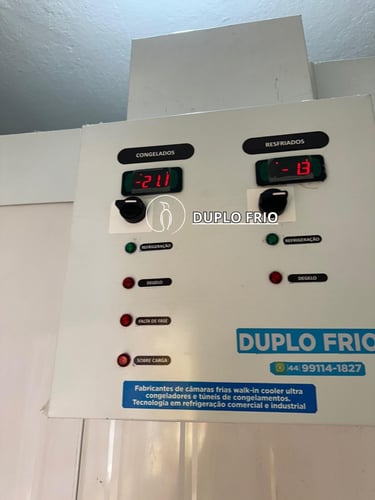 CONGELADOS
RESFRIADOS
-21.1
-1.3
DUPLO FRIO
REFRIGERAÇÃO
REFRIGERAÇÃO
DEGELO
DEGELO
FALTA DE FASE
SOBRE CARGA
DUPLO FRIO
(44) 99114-1827
Fabricantes de câmaras frias walk-in cooler ultra
congeladores e túneis de congelamentos.
Tecnologia em refrigeração comercial e industrial